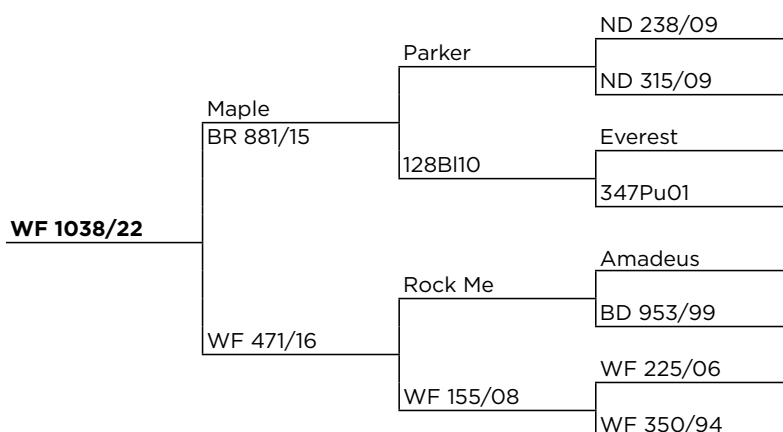 ND 238/09
Parker
ND 315/09
Maple
BR 881/15
Everest
128Bl10
347Pu01
WF 1038/22
Amadeus
Rock Me
BD 953/99
WF 471/16
WF 225/06
WF 155/08
WF 350/94